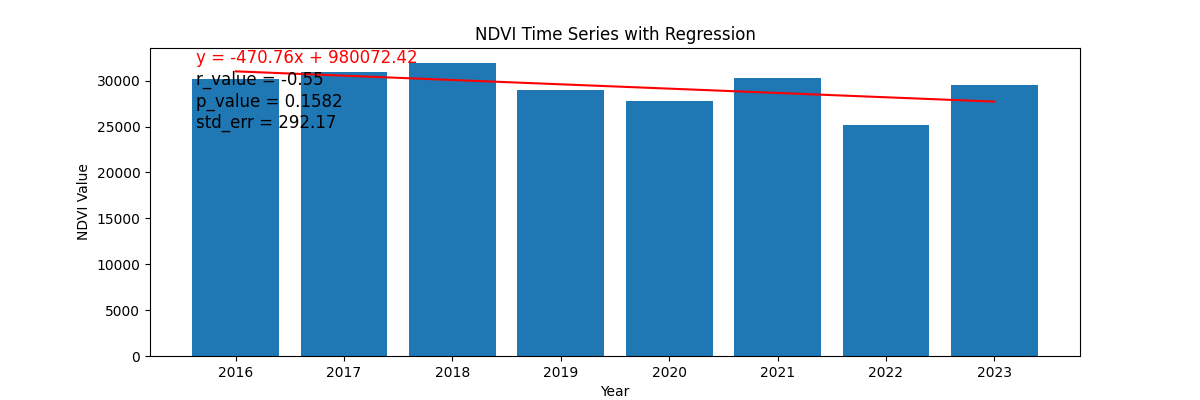 NDVI Time Series with Regression
y = -470.76x + 980072.42
r_value = -0.55
p_value = 0.1582
std_err = 292.17
NDVI Value
30000
25000
20000
15000
10000
5000
0
2016 2017 2018 2019 2020 2021 2022 2023
Year